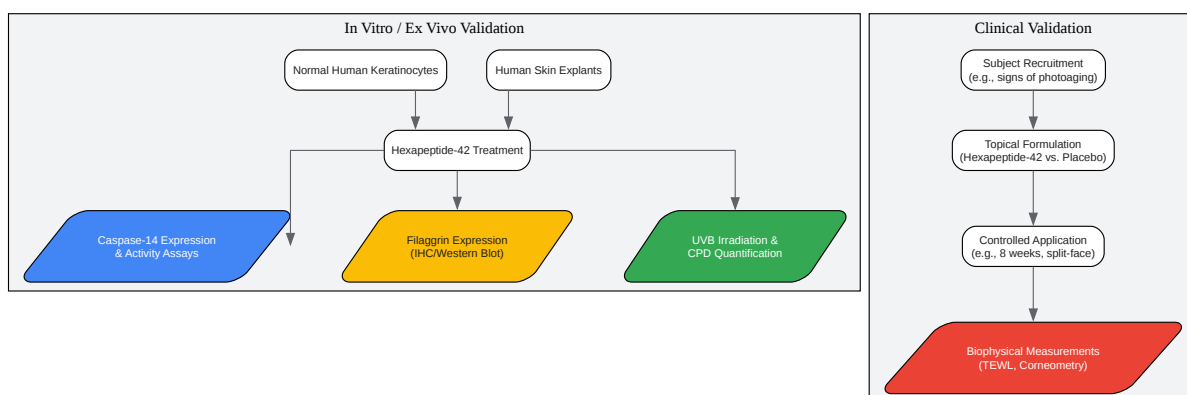 In Vitro / Ex Vivo Validation
Normal Human Keratinocytes
Human Skin Explants
Hexapeptide-42 Treatment
Caspase-14 Expression
& Activity Assays
Filaggrin Expression
(IHC/Western Blot)
UVB Irradiation &
CPD Quantification
Clinical Validation
Subject Recruitment
(e.g., signs of photoaging)
Topical Formulation
(Hexapeptide-42 vs. Placebo)
Controlled Application
(e.g., 8 weeks, split-face)
Biophysical Measurements
(TEWL, Corneometry)